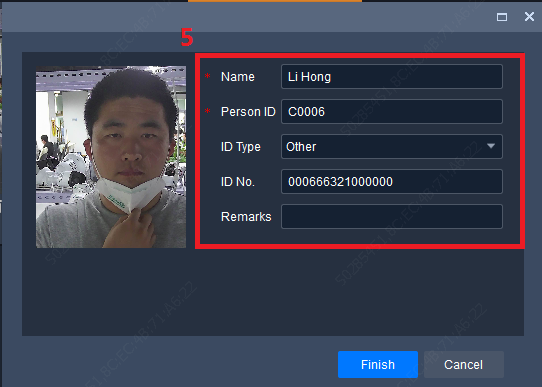 5
* Name Li Hong
* Person ID C0006
ID Type Other
ID No. 000666321000000
Remarks
Finish Cancel